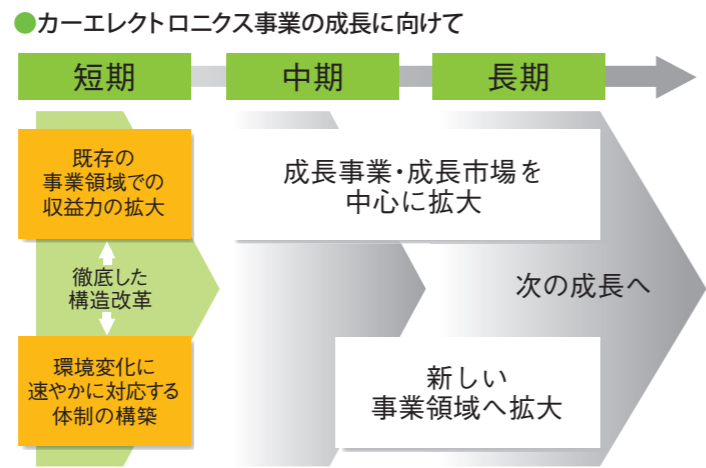 ●カーエレクトロニクス事業の成長に向けて
短期
中期
長期
既存の
事業領域での
収益力の拡大
成長事業・成長市場を
中心に拡大
徹底した
構造改革
次の成長へ
環境変化に
速やかに対応する
体制の構築
新しい
事業領域へ拡大